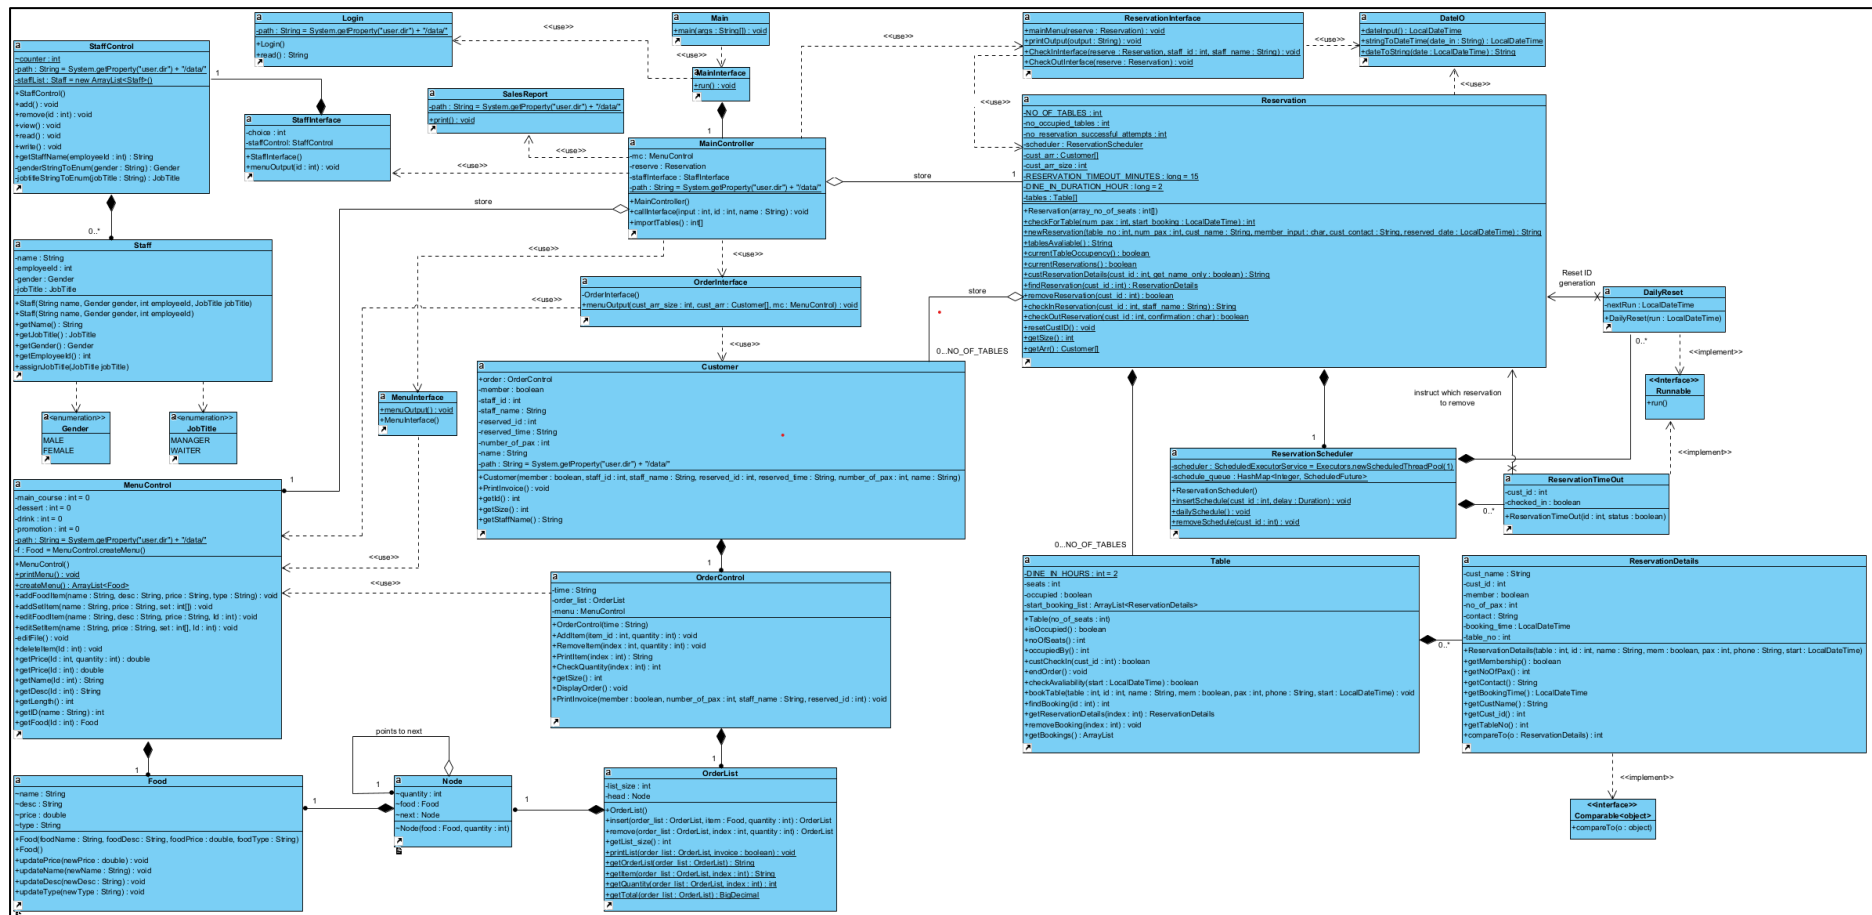 Login
-path : String = System.getProperty("user.dir") + "/data/"
+Login()
+read() : String
Main
+main(args : String[]) : void
MainInterface
+run() : void
StaffControl
~counter : int
-path : String = System.getProperty("user.dir") + "/data/"
-staffList : Staff = new ArrayList<Staff>()
+StaffControl()
+add() : void
+remove(id : int) : void
+view() : void
+read() : void
+write() : void
+getStaffName(employeeId : int) : String
-genderStringToEnum(gender : String) : Gender
-jobtitleStringToEnum(jobTitle : String) : JobTitle
StaffInterface
-choice : int
-staffControl: StaffControl
+StaffInterface()
+menuOutput(id : int) : void
SalesReport
-path : String = System.getProperty("user.dir") + "/data/"
+print() : void
MainController
-mc : MenuControl
-reserve : Reservation
-staffInterface : StaffInterface
-path : String = System.getProperty("user.dir") + "/data/"
+MainController()
+callInterface(input : int, id : int, name : String) : void
+importTables() : int[]
ReservationInterface
+mainMenu(reserve : Reservation) : void
+printOutput(output : String) : void
+CheckInInterface(reserve : Reservation, staff_id : int, staff_name : String) : void
+CheckOutInterface(reserve : Reservation) : void
DateIO
+dateInput() : LocalDateTime
+stringToDateTime(date_in : String) : LocalDateTime
+dateToString(date : LocalDateTime) : String
Reservation
-NO_OF_TABLES : int
-no_occupied_tables : int
-no_reservation_successful_attempts : int
-scheduler : ReservationScheduler
-cust_arr : Customer[]
-cust_arr_size : int
-RESERVATION_TIMEOUT_MINUTES : long = 15
-DINE_IN_DURATION_HOUR : long = 2
-tables : Table[]
+Reservation(array_no_of_seats : int[])
+checkForTable(num_pax : int, start_booking : LocalDateTime) : int
+newReservation(table_no : int, num_pax : int, cust_name : String, member_input : char, cust_contact : String, reserved_date : LocalDateTime) : String
+tablesAvaliable() : String
+currentTableOccupency() : boolean
+currentReservations() : boolean
+custReservationDetails(cust_id : int, get_name_only : boolean) : String
+findReservation(cust_id : int) : ReservationDetails
+removeReservation(cust_id : int) : boolean
+checkInReservation(cust_id : int, staff_name : String) : String
+checkOutReservation(cust_id : int, confirmation : char) : boolean
+resetCustID() : void
+getSize() : int
+getArr() : Customer[]
Staff
-name : String
-employeeId : int
-gender : Gender
-jobTitle : JobTitle
+Staff(String name, Gender gender, int employeeId, JobTitle jobTitle)
+Staff(String name, Gender gender, int employeeId)
+getName() : String
+getJobTitle() : JobTitle
+getGender() : Gender
+getEmployeeId() : int
+assignJobTitle(JobTitle jobTitle)
<<enumeration>>
Gender
MALE
FEMALE
<<enumeration>>
JobTitle
MANAGER
WAITER
OrderInterface
-OrderInterface()
+menuOutput(cust_arr_size : int, cust_arr : Customer[], mc : MenuControl) : void
MenuInterface
+menuOutput() : void
+MenuInterface()
Customer
+order : OrderControl
-member : boolean
-staff_id : int
-staff_name : String
-reserved_id : int
-reserved_time : String
-number_of_pax : int
-name : String
-path : String = System.getProperty("user.dir") + "/data/"
+Customer(member : boolean, staff_id : int, staff_name : String, reserved_id : int, reserved_time : String, number_of_pax : int, name : String)
+PrintInvoice() : void
+getId() : int
+getSize() : int
+getStaffName() : String
DailyReset
-nextRun : LocalDateTime
+DailyReset(run : LocalDateTime)
Reset ID
generation
<<Interface>>
Runnable
+run()
instruct which reservation
to remove
ReservationScheduler
-scheduler : ScheduledExecutorService = Executors.newScheduledThreadPool(1)
-schedule_queue : HashMap<Integer, ScheduledFuture>
+ReservationScheduler()
+insertSchedule(cust_id : int, delay : Duration) : void
+dailySchedule() : void
+removeSchedule(cust_id : int) : void
ReservationTimeOut
-cust_id : int
-checked_in : boolean
+ReservationTimeOut(id : int, status : boolean)
MenuControl
-main_course : int = 0
-dessert : int = 0
-drink : int = 0
-promotion : int = 0
-path : String = System.getProperty("user.dir") + "/data/"
-f : Food = MenuControl.createMenu()
+MenuControl()
+printMenu() : void
+createMenu() : ArrayList<Food>
+addFoodItem(name : String, desc : String, price : String, type : String) : void
+addSetItem(name : String, price : String, set : int[]) : void
+editFoodItem(name : String, desc : String, price : String, Id : int) : void
+editSetItem(name : String, price : String, set : int[], Id : int) : void
-editFile() : void
+deleteItem(Id : int) : void
+getPrice(Id : int, quantity : int) : double
+getPrice(Id : int) : double
+getName(Id : int) : String
+getDesc(Id : int) : String
+getLength() : int
+getID(name : String) : int
+getFood(Id : int) : Food
OrderControl
-time : String
-order_list : OrderList
-menu : MenuControl
+OrderControl(time : String)
+AddItem(item_id : int, quantity : int) : void
+RemoveItem(index : int, quantity : int) : void
+PrintItem(index : int) : String
+CheckQuantity(index : int) : int
+getSize() : int
+DisplayOrder() : void
+PrintInvoice(member : boolean, number_of_pax : int, staff_name : String, reserved_id : int) : void
Table
-DINE_IN_HOURS : int = 2
-seats : int
-occupied : boolean
-start_booking_list : ArrayList<ReservationDetails>
+Table(no_of_seats : int)
+isOccupied() : boolean
+noOfSeats() : int
+occupiedBy() : int
+custCheckIn(cust_id : int) : boolean
+endOrder() : void
+checkAvaliability(start : LocalDateTime) : boolean
+bookTable(table : int, id : int, name : String, mem : boolean, pax : int, phone : String, start : LocalDateTime) : void
+findBooking(id : int) : int
+getReservationDetails(index : int) : ReservationDetails
+removeBooking(index : int) : void
+getBookings() : ArrayList
ReservationDetails
-cust_name : String
-cust_id : int
-member : boolean
-no_of_pax : int
-contact : String
-booking_time : LocalDateTime
-table_no : int
+ReservationDetails(table : int, id : int, name : String, mem : boolean, pax : int, phone : String, start : LocalDateTime)
+getMembership() : boolean
+getNoOfPax() : int
+getContact() : String
+getBookingTime() : LocalDateTime
+getCustName() : String
+getCust_id() : int
+getTableNo() : int
+compareTo(o : ReservationDetails) : int
<<interface>>
Comparable<object>
+compareTo(o : object)
Food
~name : String
~desc : String
~price : double
~type : String
+Food(foodName : String, foodDesc : String, foodPrice : double, foodType : String)
+Food()
+updatePrice(newPrice : double) : void
+updateName(newName : String) : void
+updateDesc(newDesc : String) : void
+updateType(newType : String) : void
points to next
Node
~quantity : int
~food : Food
~next : Node
~Node(food : Food, quantity : int)
OrderList
-list_size : int
-head : Node
+OrderList()
+insert(order_list : OrderList, item : Food, quantity : int) : OrderList
+remove(order_list : OrderList, index : int, quantity : int) : OrderList
+getList_size() : int
+printList(order_list : OrderList, invoice : boolean) : void
+getOrderList(order_list : OrderList) : String
+getItem(order_list : OrderList, index : int) : String
+getQuantity(order_list : OrderList, index : int) : int
+getTotal(order_list : OrderList) : BigDecimal
<<use>>
<<implement>>
store
0...NO_OF_TABLES
0..*
1